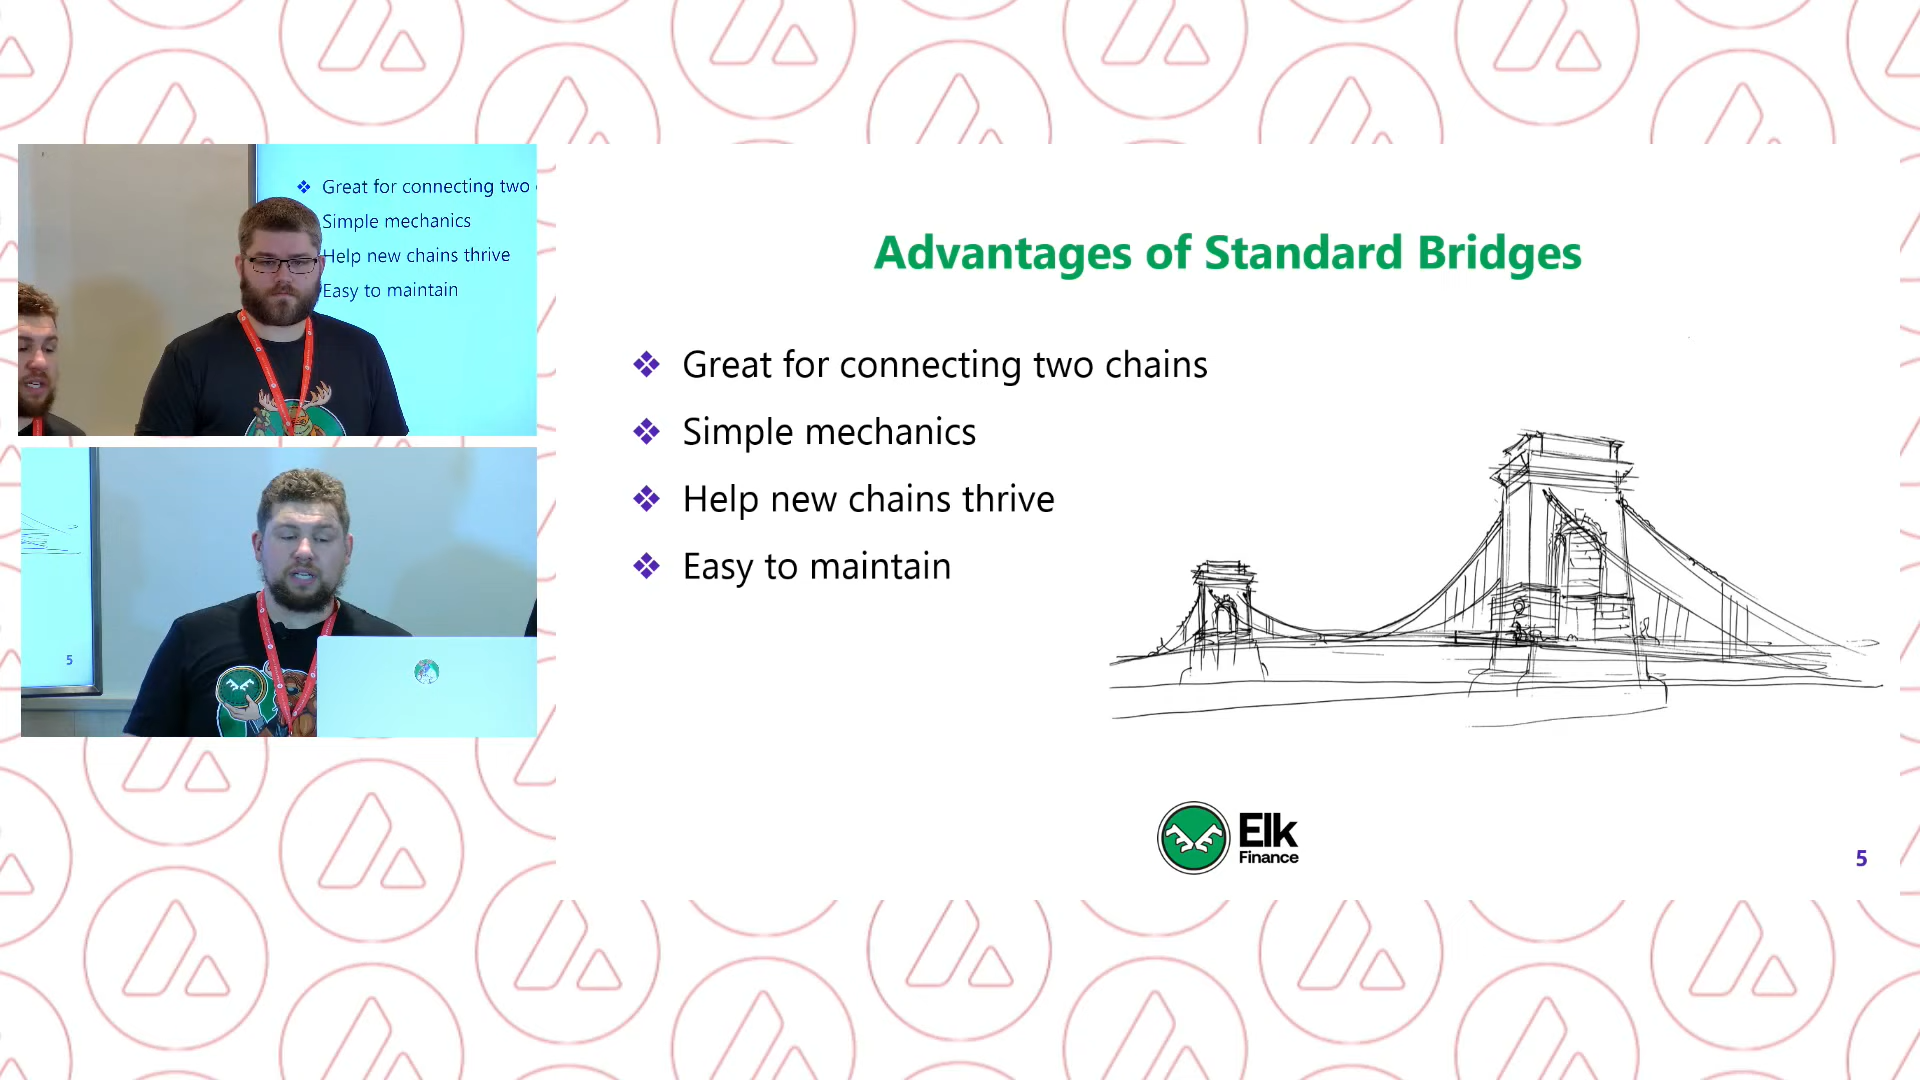 Great for connecting two
Simple mechanics
Help new chains thrive
Easy to maintain
5
Advantages of Standard Bridges
Great for connecting two chains
Simple mechanics
Help new chains thrive
Easy to maintain
Elk
Finance
5